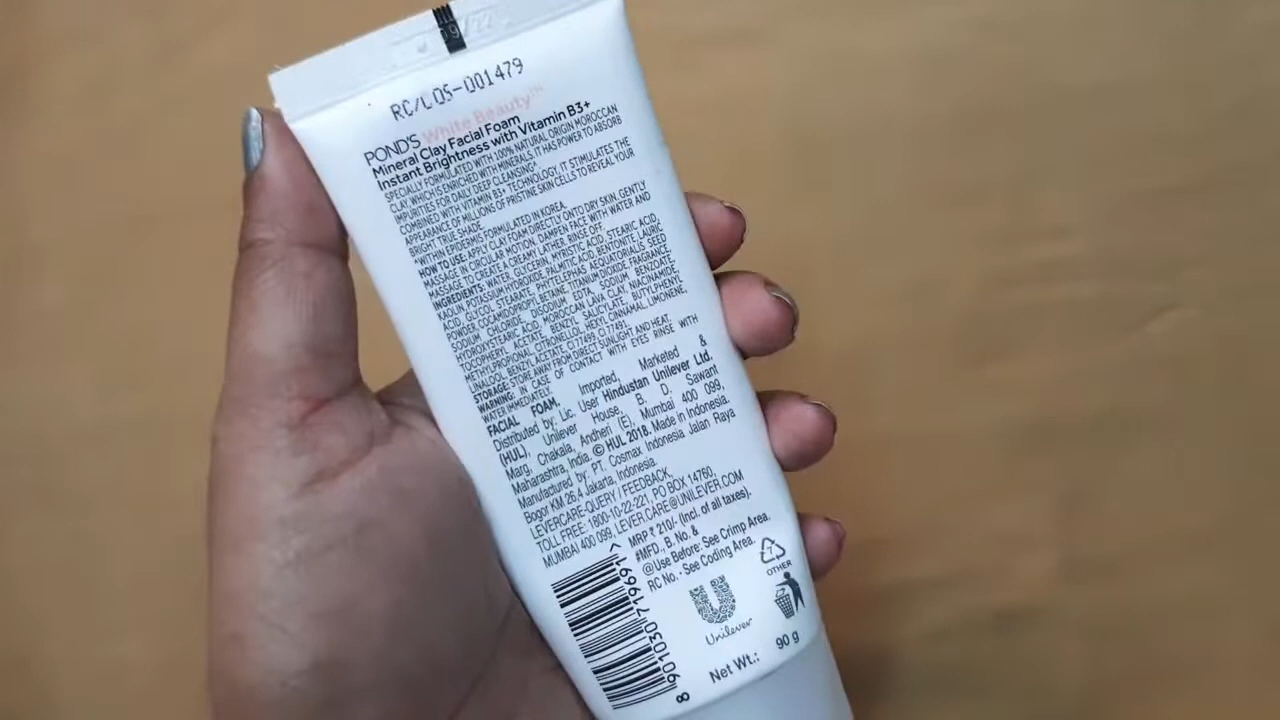 09/22
RC/L05-001479
POND'S White Beauty™
Mineral Clay Facial Foam
Instant Brightness with Vitamin B3+
SPECIALLY FORMULATED WITH 100% NATURAL ORIGIN MOROCCAN
CLAY, WHICH IS ENRICHED WITH MINERALS, IT HAS POWER TO ABSORB
IMPURITIES FOR DAILY DEEP CLEANSING*.
COMBINED WITH VITAMIN B3+ TECHNOLOGY, IT STIMULATES THE
APPEARANCE OF MILLIONS OF PRISTINE SKIN CELLS TO REVEAL YOUR
BRIGHT, TRUE SHADE.
*WITHIN EPIDERMIS. FORMULATED IN KOREA.
HOW TO USE: APPLY CLAY FOAM DIRECTLY ONTO DRY SKIN, GENTLY
MASSAGE IN CIRCULAR MOTION. DAMPEN FACE WITH WATER AND
MASSAGE TO CREATE A CREAMY LATHER. RINSE OFF.
INGREDIENTS: WATER, GLYCERIN, MYRISTIC ACID, STEARIC ACID,
KAOLIN, POTASSIUM HYDROXIDE, PALMITIC ACID, BENTONITE, LAURIC
ACID, GLYCOL STEARATE, PHYTELEPHAS AEQUATORIALIS SEED
POWDER, COCAMIDOPROPYL BETAINE, TITANIUM DIOXIDE, FRAGRANCE,
SODIUM CHLORIDE, DISODIUM EDTA, SODIUM BENZOATE,
HYDROXYSTEARIC ACID, MOROCCAN LAVA CLAY, NIACINAMIDE,
TOCOPHERYL ACETATE, BENZYL SALICYLATE, BUTYLPHENYL
METHYLPROPIONAL, CITRONELLOL, HEXYL CINNAMAL, LIMONENE,
LINALOOL, BENZYL ACETATE, CI 77499, CI 77491.
STORAGE: STORE AWAY FROM DIRECT SUNLIGHT AND HEAT.
WARNING: IN CASE OF CONTACT WITH EYES RINSE WITH
WATER IMMEDIATELY.
FACIAL FOAM. Imported, Marketed &
Distributed by: Lic. User Hindustan Unilever Ltd.
(HUL), Unilever House, B. D. Sawant
Marg, Chakala, Andheri (E), Mumbai 400 099,
Maharashtra, India. © HUL 2018. Made in Indonesia.
Manufactured by: PT. Cosmax Indonesia Jalan Raya
Bogor KM 26.4 Jakarta, Indonesia.
LEVERCARE-QUERY / FEEDBACK,
TOLL FREE: 1800-10-22-221, PO BOX 14760,
MUMBAI 400 099, LEVER.CARE@UNILEVER.COM
MRP ₹ 210/- (incl. of all taxes).
#MFD., B. No. &
@Use Before: See Crimp Area.
RC No. - See Coding Area.
7
OTHER
8 901030 719691 >
Unilever
Net Wt.: 90 g